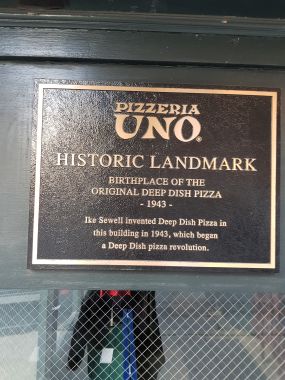 PIZZERIA
UNO®
HISTORIC LANDMARK
BIRTHPLACE OF THE
ORIGINAL DEEP DISH PIZZA
- 1943 -
Ike Sewell invented Deep Dish Pizza in
this building in 1943, which began
a Deep Dish pizza revolution.